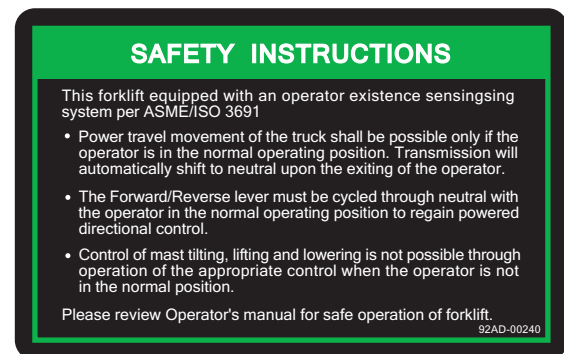 SAFETY INSTRUCTIONS
This forklift equipped with an operator existence sensingsing
system per ASME/ISO 3691
• Power travel movement of the truck shall be possible only if the
operator is in the normal operating position. Transmission will
automatically shift to neutral upon the exiting of the operator.
• The Forward/Reverse lever must be cycled through neutral with
the operator in the normal operating position to regain powered
directional control.
• Control of mast tilting, lifting and lowering is not possible through
operation of the appropriate control when the operator is not
in the normal position.
Please review Operator's manual for safe operation of forklift.
92AD-00240